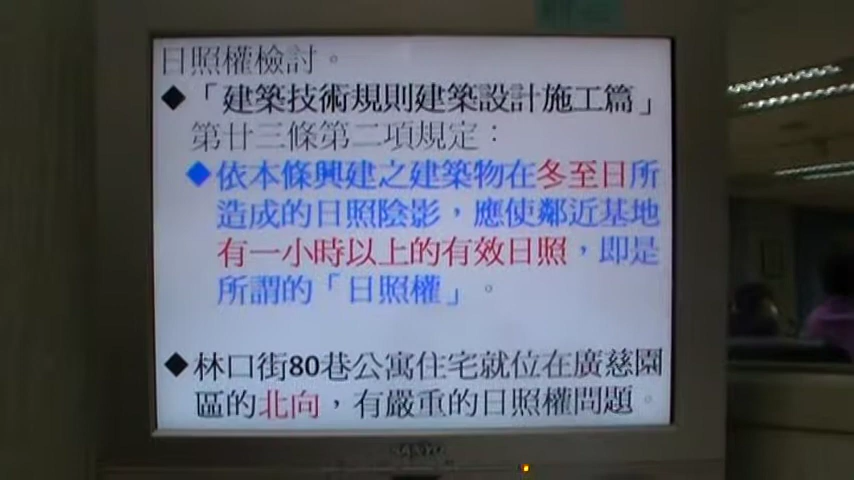 日照權檢討。
◆「建築技術規則建築設計施工篇」
第廿三條第二項規定：
◆依本條興建之建築物在冬至日所
造成的日照陰影，應使鄰近基地
有一小時以上的有效日照，即是
所謂的「日照權」。
◆林口街80巷公寓住宅就位在廣慈園
區的北向，有嚴重的日照權問題。
SANYO